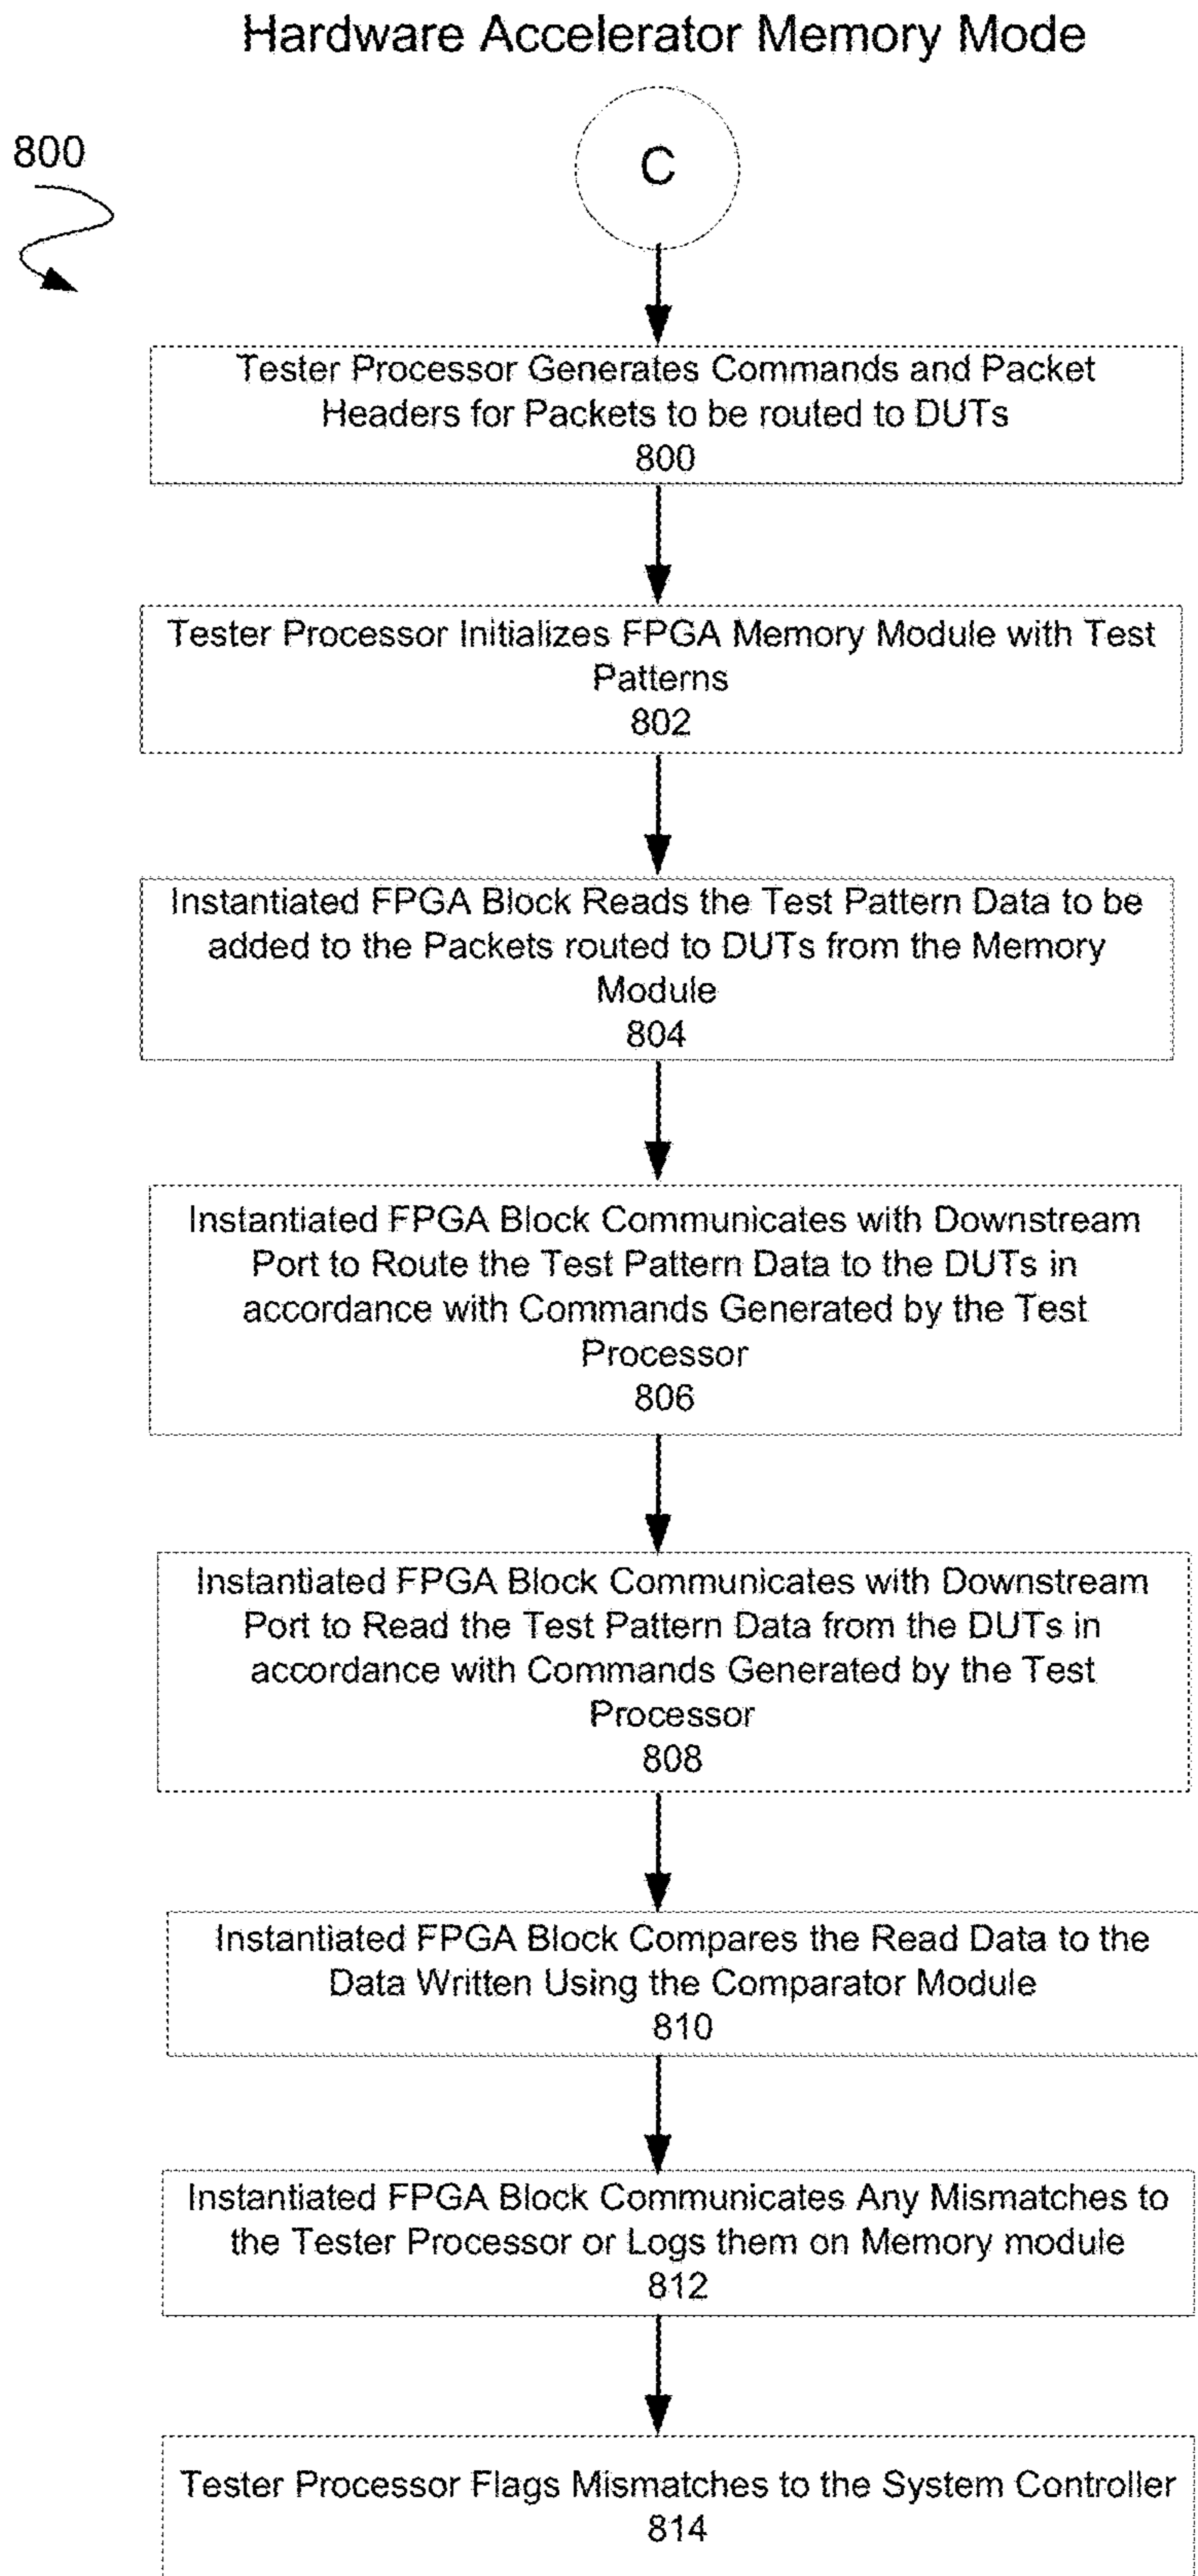 Hardware Accelerator Memory Mode
800
C
Tester Processor Generates Commands and Packet
Headers for Packets to be routed to DUTs
800
Tester Processor Initializes FPGA Memory Module with Test
Patterns
802
Instantiated FPGA Block Reads the Test Pattern Data to be
added to the Packets routed to DUTs from the Memory
Module
804
Instantiated FPGA Block Communicates with Downstream
Port to Route the Test Pattern Data to the DUTs in
accordance with Commands Generated by the Test
Processor
806
Instantiated FPGA Block Communicates with Downstream
Port to Read the Test Pattern Data from the DUTs in
accordance with Commands Generated by the Test
Processor
808
Instantiated FPGA Block Compares the Read Data to the
Data Written Using the Comparator Module
810
Instantiated FPGA Block Communicates Any Mismatches to
the Tester Processor or Logs them on Memory module
812
Tester Processor Flags Mismatches to the System Controller
814